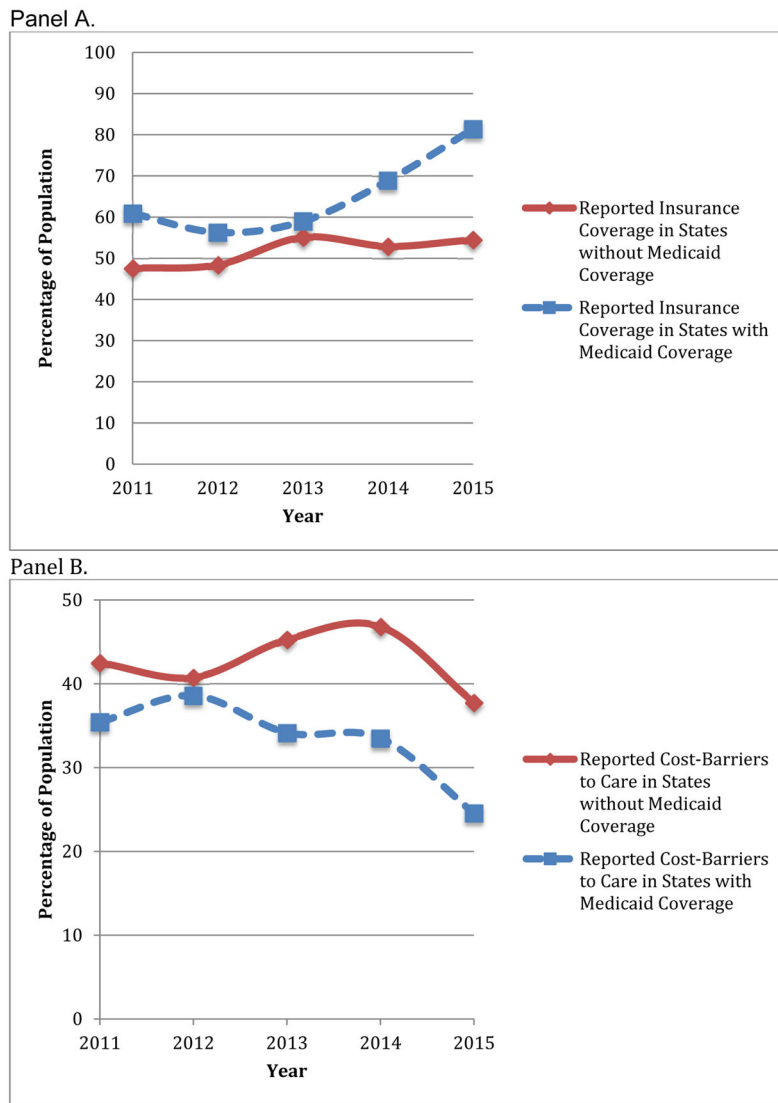 Panel A.
100
90
80
70
60
50
40
30
20
10
0
Percentage of Population
2011 2012 2013 2014 2015
Year
Reported Insurance
Coverage in States
without Medicaid
Coverage
Reported Insurance
Coverage in States with
Medicaid Coverage
Panel B.
50
40
30
20
10
0
Percentage of Population
2011 2012 2013 2014 2015
Year
Reported Cost-Barriers
to Care in States
without Medicaid
Coverage
Reported Cost-Barriers
to Care in States with
Medicaid Coverage